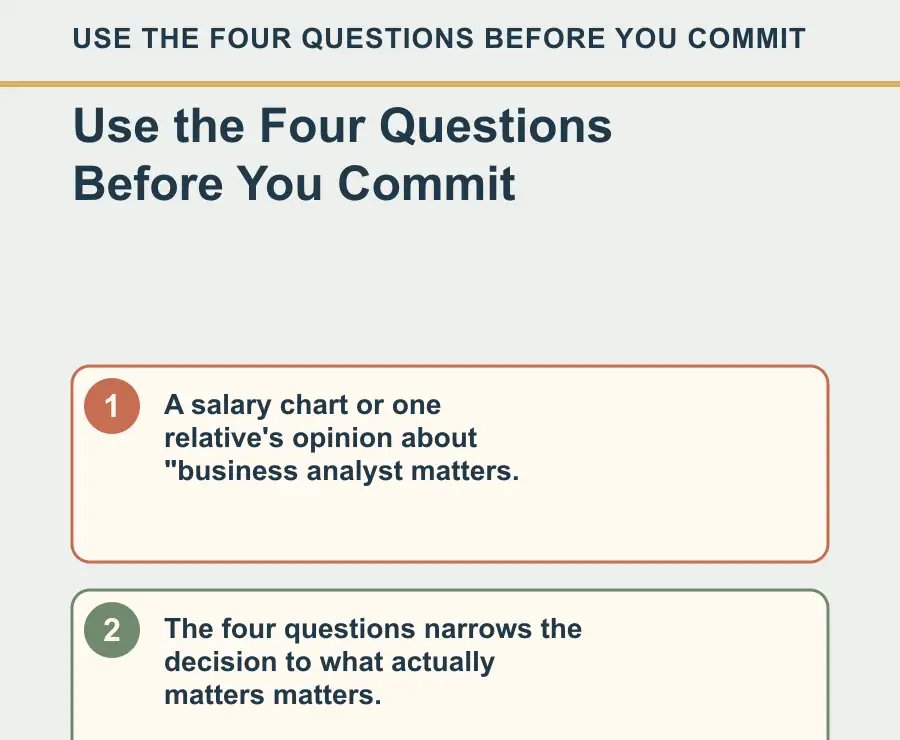 USE THE FOUR QUESTIONS BEFORE YOU COMMIT
Use the Four Questions
Before You Commit
1
A salary chart or one
relative's opinion about
"business analyst matters.
2
The four questions narrows the
decision to what actually
matters matters.